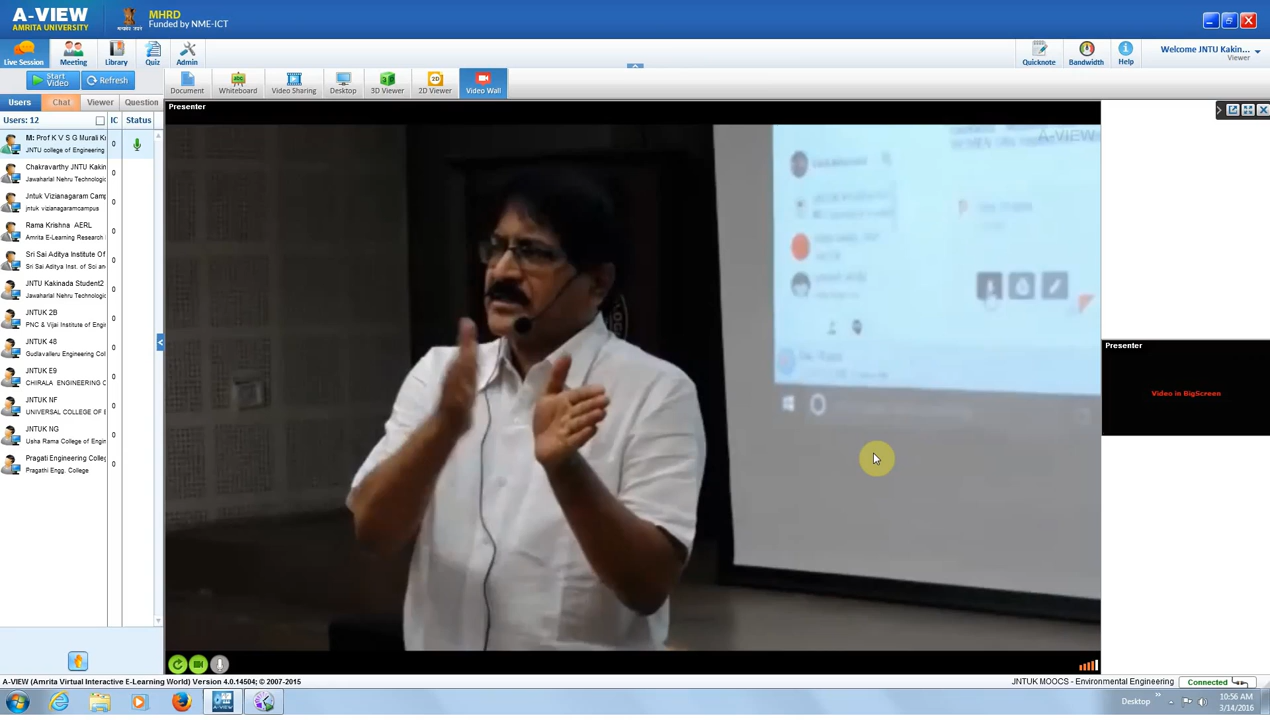 A-VIEW
AMRITA UNIVERSITY
MHRD
Funded by NME-ICT
Live Session
Meeting
Library
Quiz
Admin
Quicknote
Bandwidth
Help
Welcome JNTU Kakin...
Viewer
Start Video
Refresh
Document
Whiteboard
Video Sharing
Desktop
3D Viewer
2D Viewer
Video Wall
Users
Chat
Viewer
Question
Users: 12
IC
Status
M: Prof K V S G Murali K
JNTU college of Engineering
0
Chakravarthy JNTU Kakin
Jawaharlal Nehru Technologic
0
Jntuk Vizianagaram Camp
jntuk vizianagaramcampus
0
Rama Krishna AERL
Amrita E-Learning Research
0
Sri Sai Aditya Institute Of
Sri Sai Aditya Inst. of Sci an
0
JNTU Kakinada Student2
Jawaharlal Nehru Technologic
0
JNTUK 2B
PNC & Vijai Institute of Engi
0
JNTUK 48
Gudlavalleru Engineering Col
0
JNTUK E9
CHIRALA ENGINEERING C
0
JNTUK NF
UNIVERSAL COLLEGE OF E
0
JNTUK NG
Usha Rama College of Engin
0
Pragati Engineering Colleg
Pragathi Engg. College
0
Presenter
A-VIEW
Presenter
Video in BigScreen
A-VIEW (Amrita Virtual Interactive E-Learning World) Version 4.0.14504; © 2007-2015
JNTUK MOOCS - Environmental Engineering
Connected
Desktop
10:56 AM
3/14/2016